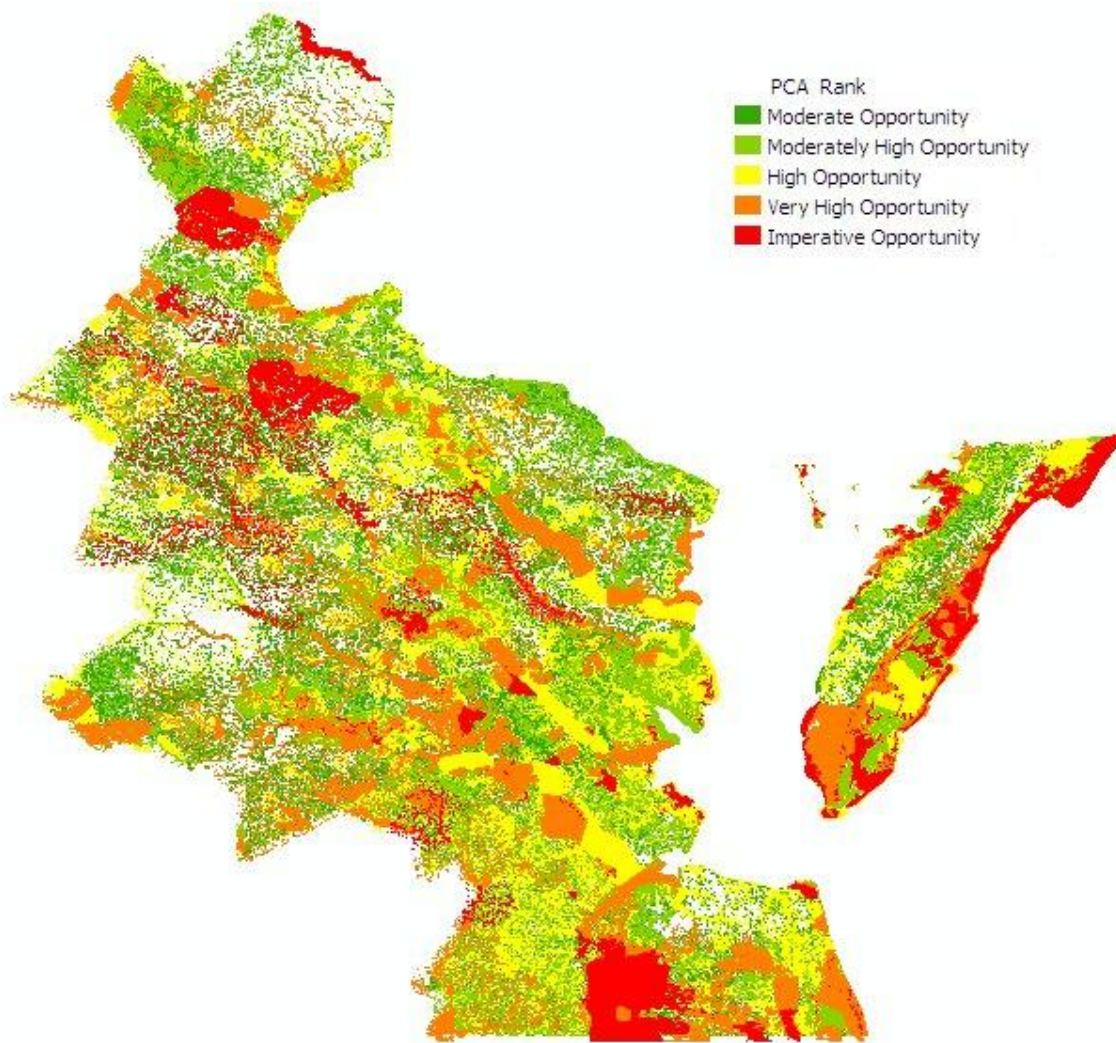 PCA Rank
Moderate Opportunity
Moderately High Opportunity
High Opportunity
Very High Opportunity
Imperative Opportunity